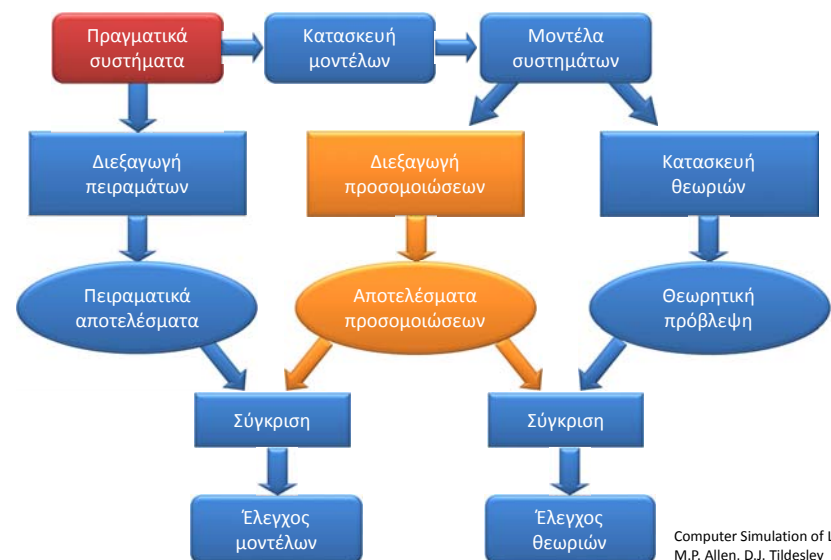 Πραγματικά
συστήματα
Κατασκευή
μοντέλων
Μοντέλα
συστημάτων
Διεξαγωγή
πειραμάτων
Διεξαγωγή
προσομοιώσεων
Κατασκευή
θεωριών
Πειραματικά
αποτελέσματα
Αποτελέσματα
προσομοιώσεων
Θεωρητική
πρόβλεψη
Σύγκριση
Σύγκριση
Έλεγχος
μοντέλων
Έλεγχος
θεωριών
Computer Simulation of
M.P. Allen, D.J. Tildesley